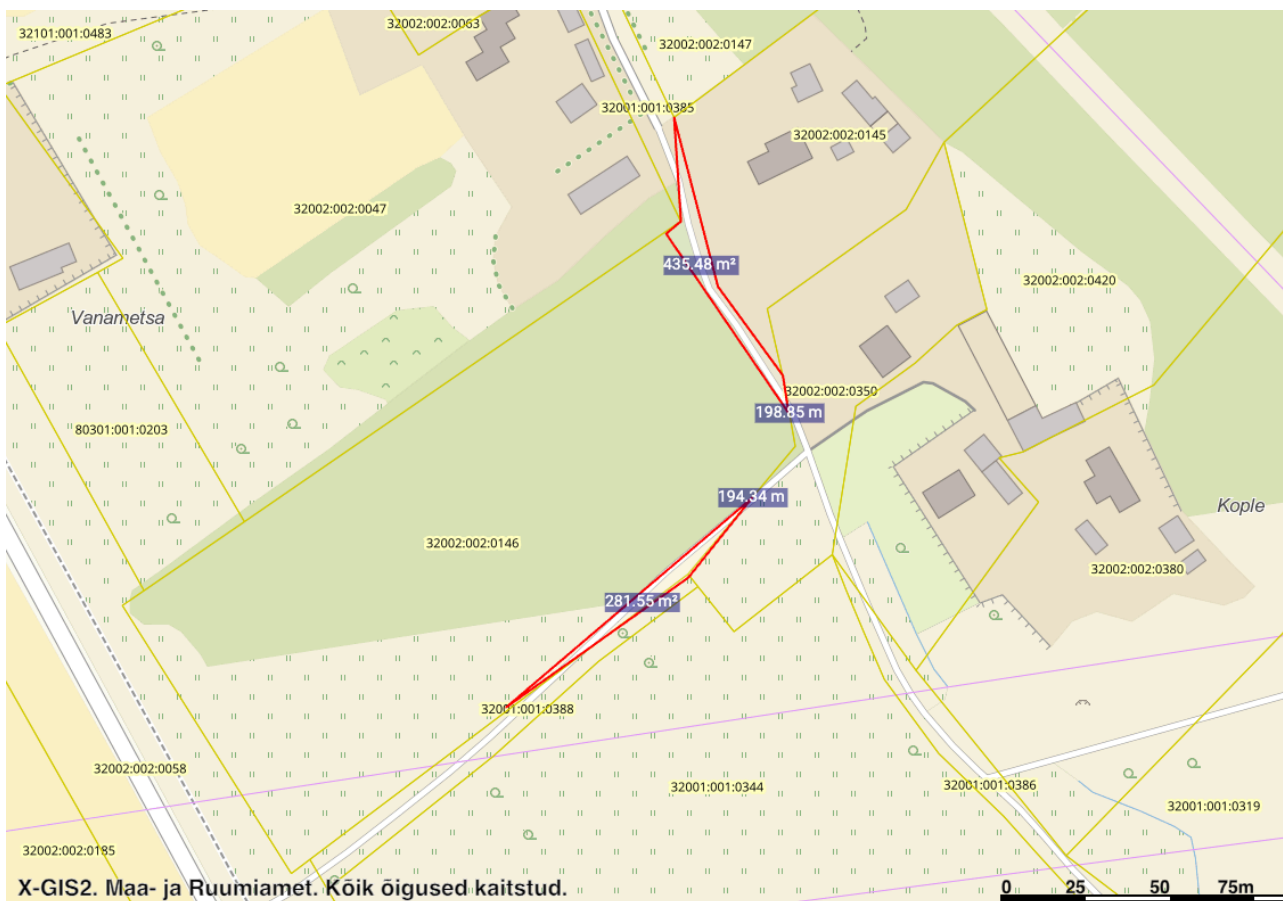 32101:001:0483
32002:002:0063
32002:002:0147
32001:001:0385
32002:002:0145
32002:002:0047
435.48 m²
32002:002:0420
Vanametsa
32002:002:0350
198.85 m
80301:001:0203
194.34 m
Kople
32002:002:0146
32002:002:0380
281.55 m²
32001:001:0388
32002:002:0058
32001:001:0344
32001:001:0386
32001:001:0319
32002:002:0185
X-GIS2. Maa- ja Ruumiamet. Kõik õigused kaitstud.
0 25 50 75m